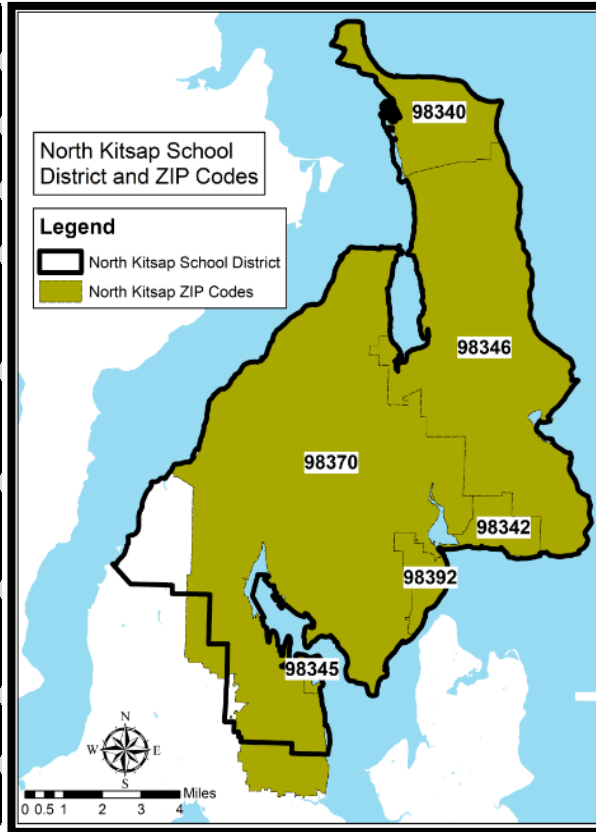 98340
North Kitsap School
District and ZIP Codes
Legend
North Kitsap School District
North Kitsap ZIP Codes
98346
98370
98342
98392
98345
N
W E
S
Miles
0 0.5 1 2 3 4